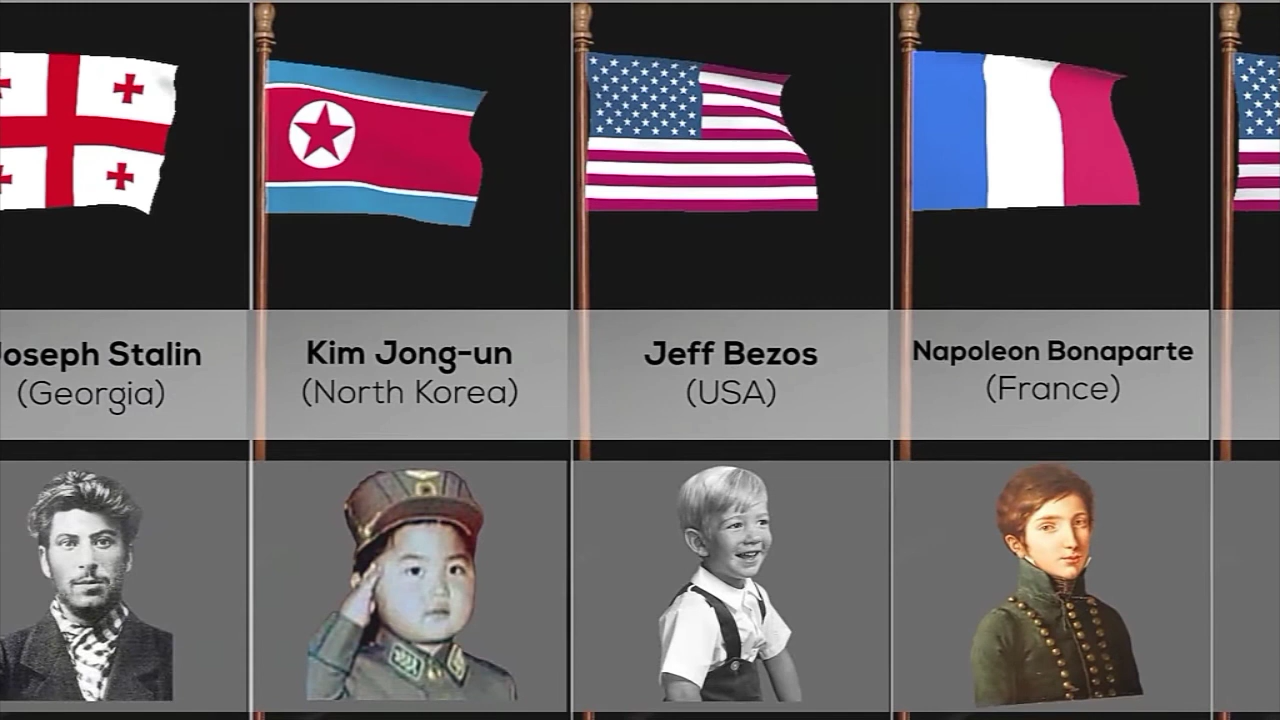 Joseph Stalin
(Georgia)
Kim Jong-un
(North Korea)
Jeff Bezos
(USA)
Napoleon Bonaparte
(France)